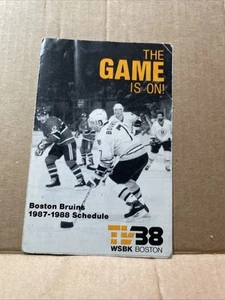 THE
GAME
IS ON!
Boston Bruins
1987-1988 Schedule
TV38
WSBK BOSTON